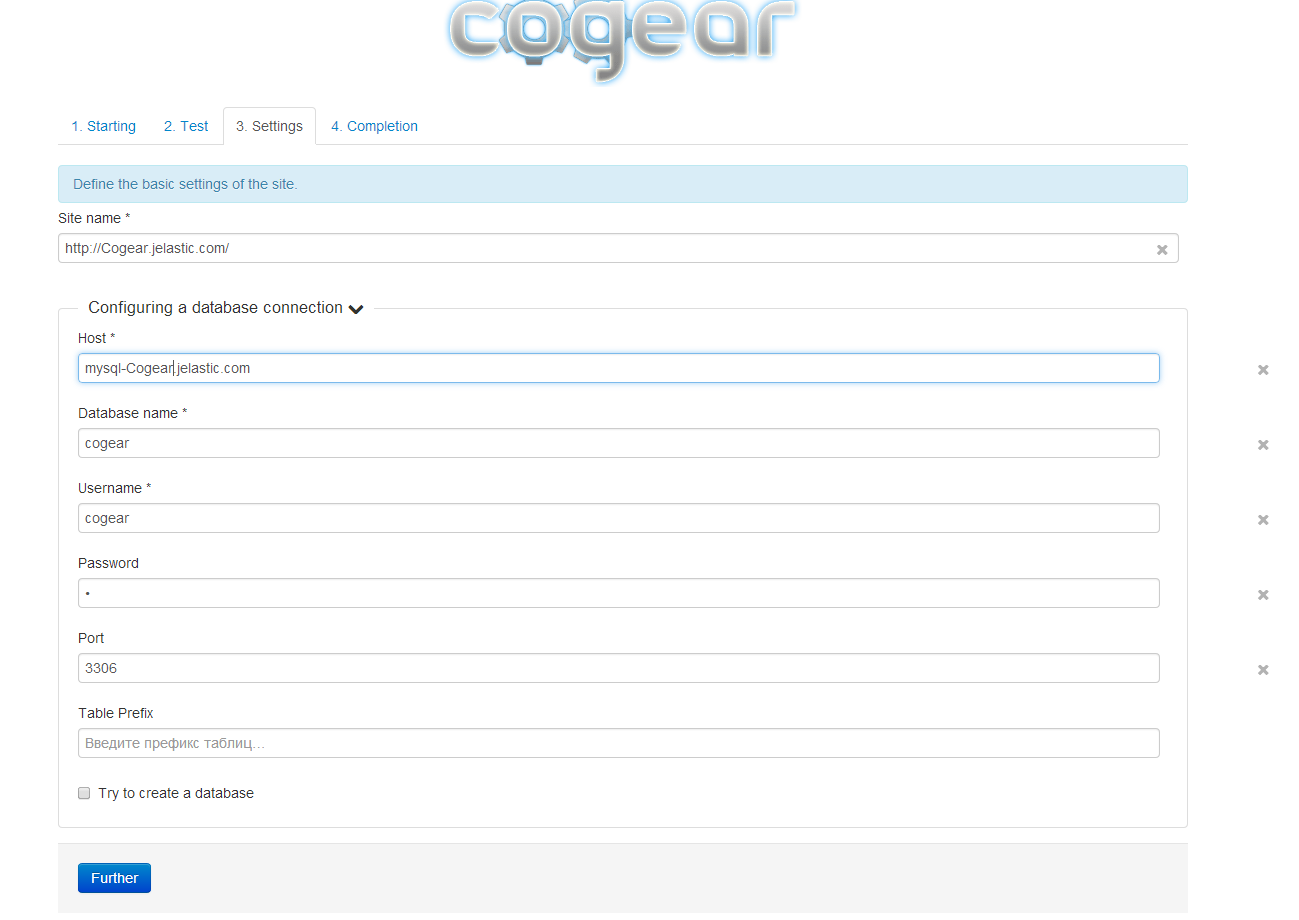 cogear
1. Starting 2. Test 3. Settings 4. Completion
Define the basic settings of the site.
Site name *
http://Cogear.jelastic.com/
Configuring a database connection
Host *
mysql-Cogear.jelastic.com
Database name *
cogear
Username *
cogear
Password
•
Port
3306
Table Prefix
Введите префикс таблиц...
Try to create a database
Further